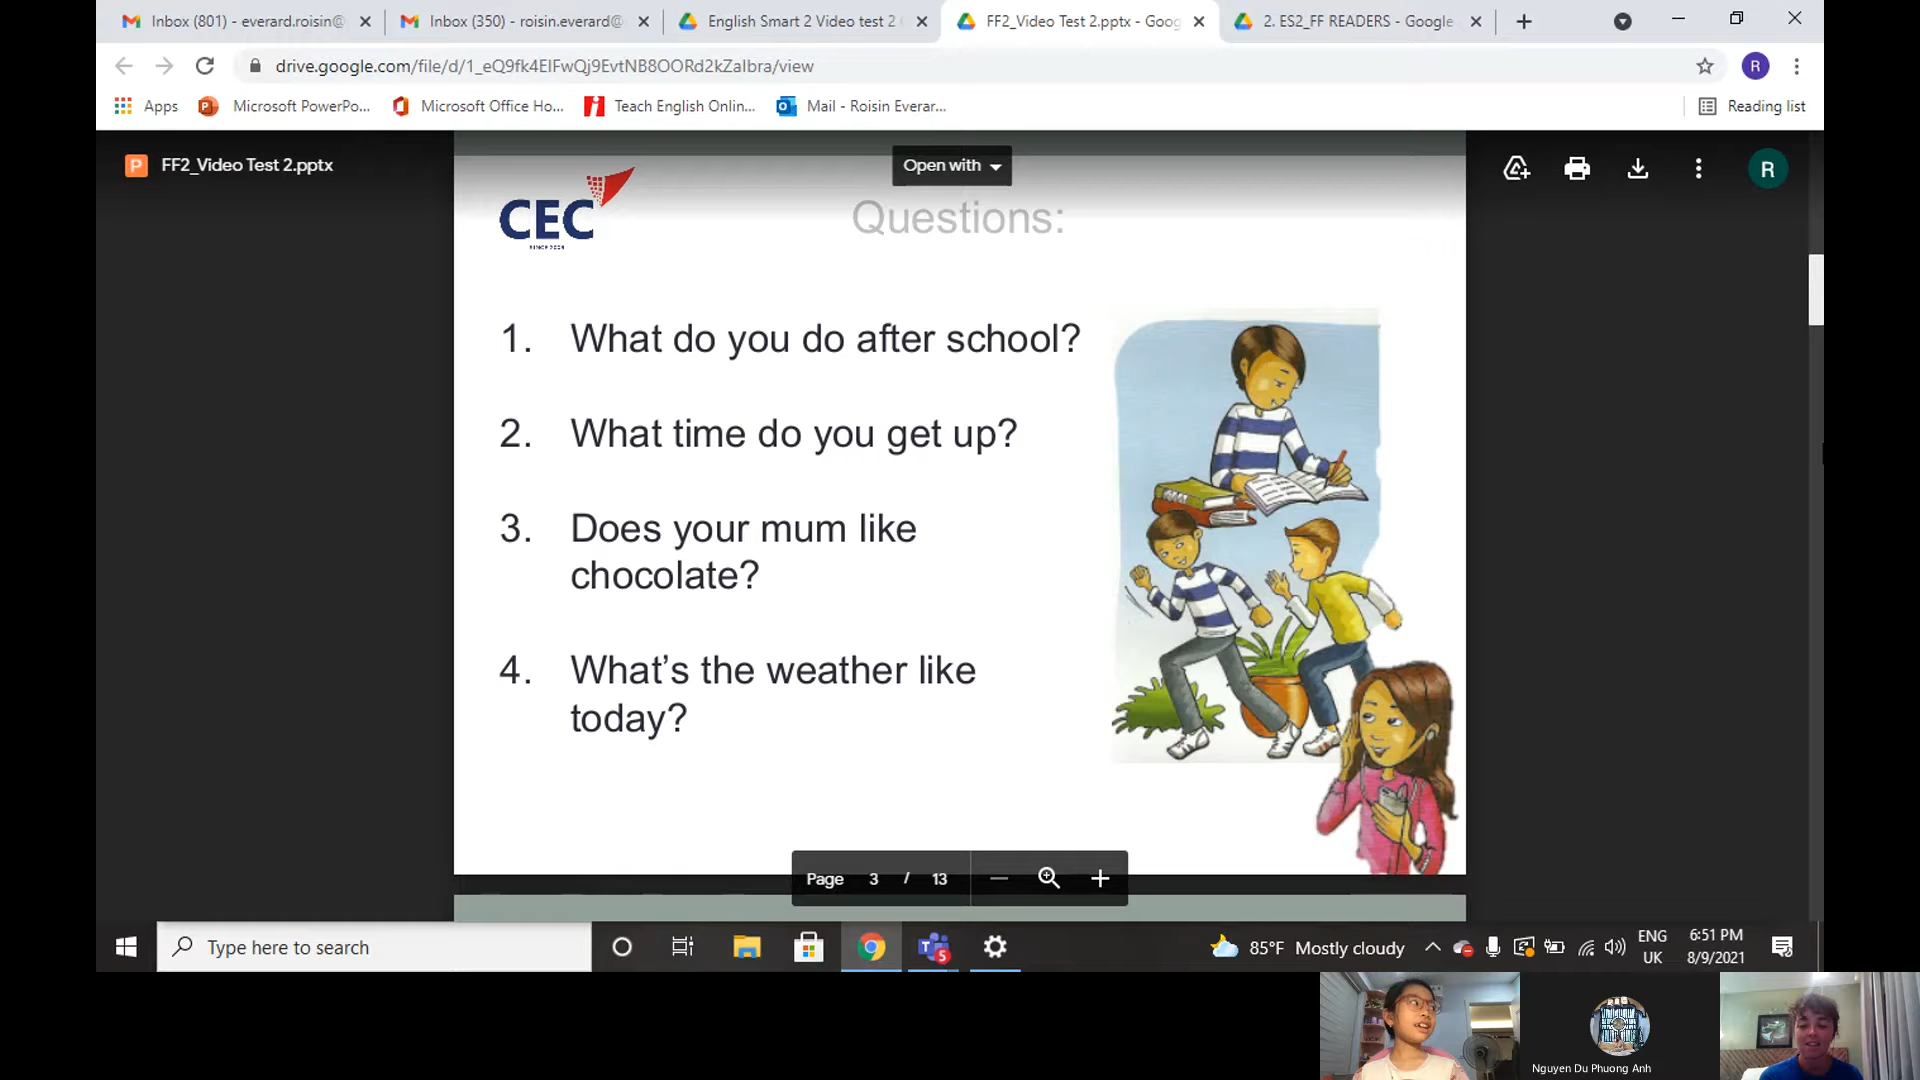 Inbox (801) - everard.roisin@
Inbox (350) - roisin.everard@
English Smart 2 Video test 2
FF2_Video Test 2.pptx - Goog
2. ES2_FF READERS - Google
drive.google.com/file/d/1_eQ9fk4ElFwQj9EvtNB8OORd2kZaIbra/view
R
Apps
Microsoft PowerPo...
Microsoft Office Ho...
Teach English Onlin...
Mail - Roisin Everar...
Reading list
P
FF2_Video Test 2.pptx
Open with
R
CEC
Questions:
1. What do you do after school?
2. What time do you get up?
3. Does your mum like
chocolate?
4. What’s the weather like
today?
Page 3 / 13
Type here to search
5
85°F Mostly cloudy
ENG
UK
6:51 PM
8/9/2021
Nguyen Du Phuong Anh